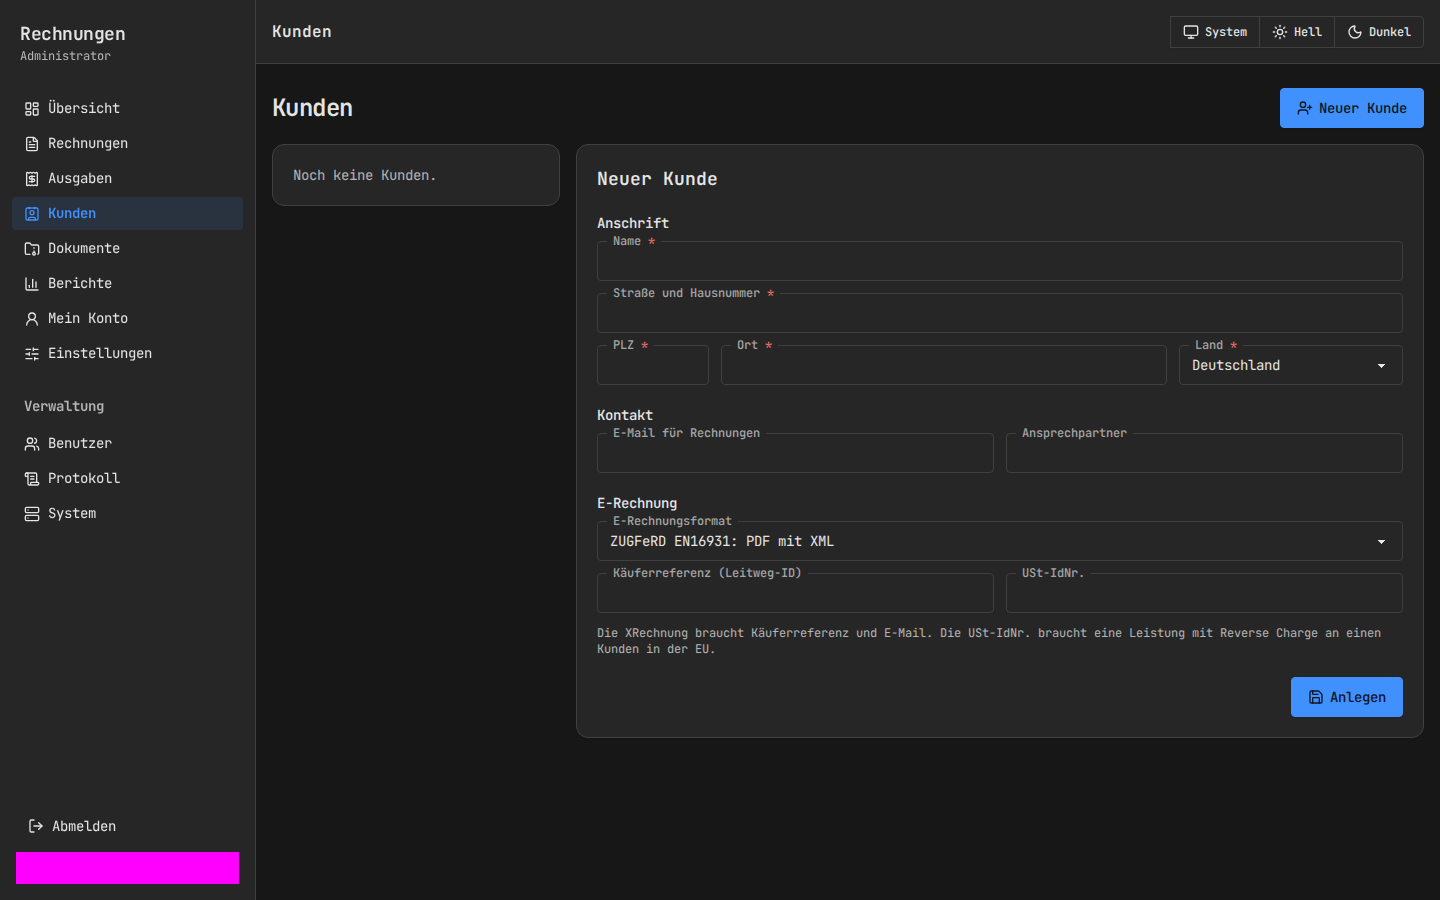 Rechnungen
Administrator
Übersicht
Rechnungen
Ausgaben
Kunden
Dokumente
Berichte
Mein Konto
Einstellungen
Verwaltung
Benutzer
Protokoll
System
Abmelden
Kunden
System
Hell
Dunkel
Kunden
Neuer Kunde
Noch keine Kunden.
Neuer Kunde
Anschrift
Name *
Straße und Hausnummer *
PLZ *
Ort *
Land *
Deutschland
Kontakt
E-Mail für Rechnungen
Ansprechpartner
E-Rechnung
E-Rechnungsformat
ZUGFeRD EN16931: PDF mit XML
Käuferreferenz (Leitweg-ID)
USt-IdNr.
Die XRechnung braucht Käuferreferenz und E-Mail. Die USt-IdNr. braucht eine Leistung mit Reverse Charge an einen
Kunden in der EU.
Anlegen